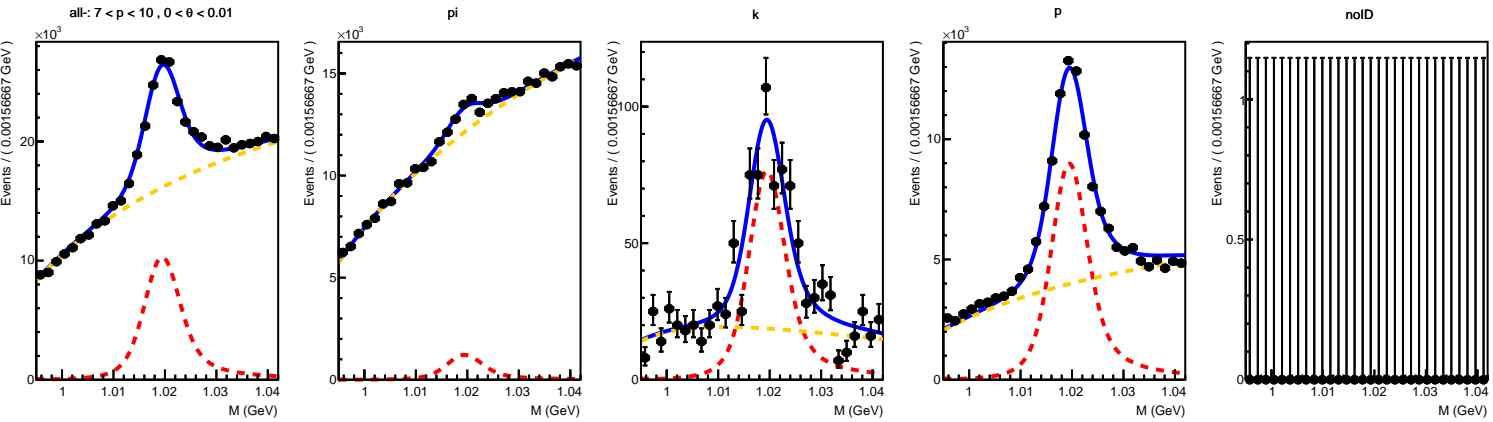 all-: 7 < p < 10 , 0 < θ < 0.01
×10³
Events / ( 0.00156667 GeV )
20
10
0
1 1.01 1.02 1.03 1.04
M (GeV)
pi
×10³
Events / ( 0.00156667 GeV )
15
10
5
0
1 1.01 1.02 1.03 1.04
M (GeV)
k
Events / ( 0.00156667 GeV )
100
50
0
1 1.01 1.02 1.03 1.04
M (GeV)
p
×10³
Events / ( 0.00156667 GeV )
10
5
0
1 1.01 1.02 1.03 1.04
M (GeV)
noID
Events / ( 0.00156667 GeV )
1
0.5
0
1 1.01 1.02 1.03 1.04
M (GeV)